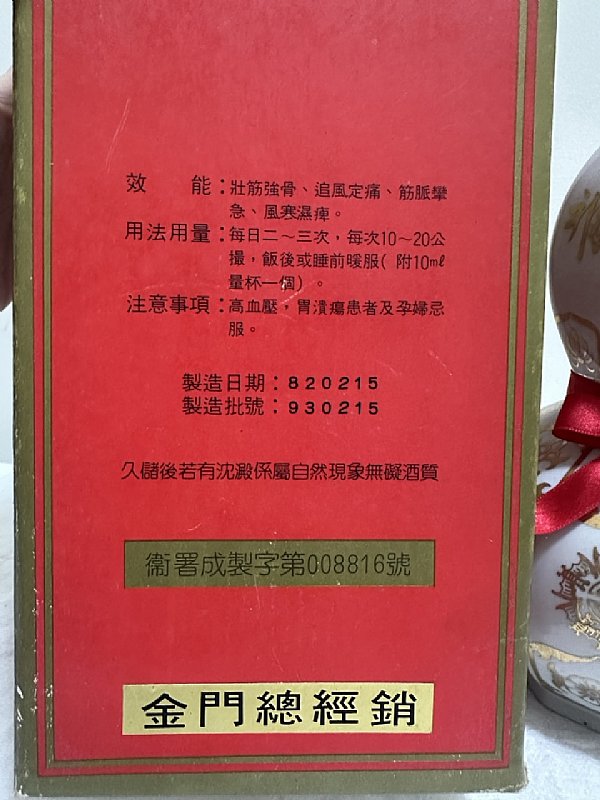 效　能：壯筋強骨、追風定痛、筋脈攣
急、風寒濕痺。
用法用量：每日二～三次，每次10～20公
撮，飯後或睡前暖服( 附10ml
量杯一個) 。
注意事項：高血壓，胃潰瘍患者及孕婦忌
服。
製造日期：820215
製造批號：930215
久儲後若有沈澱係屬自然現象無礙酒質
衞署成製字第008816號
金門總經銷